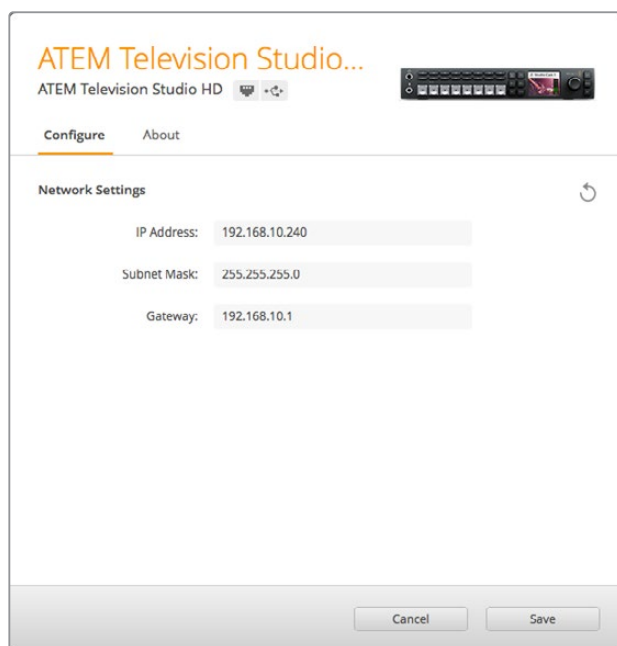 ATEM Television Studio...
ATEM Television Studio HD
Configure About
Network Settings
IP Address: 192.168.10.240
Subnet Mask: 255.255.255.0
Gateway: 192.168.10.1
Cancel Save